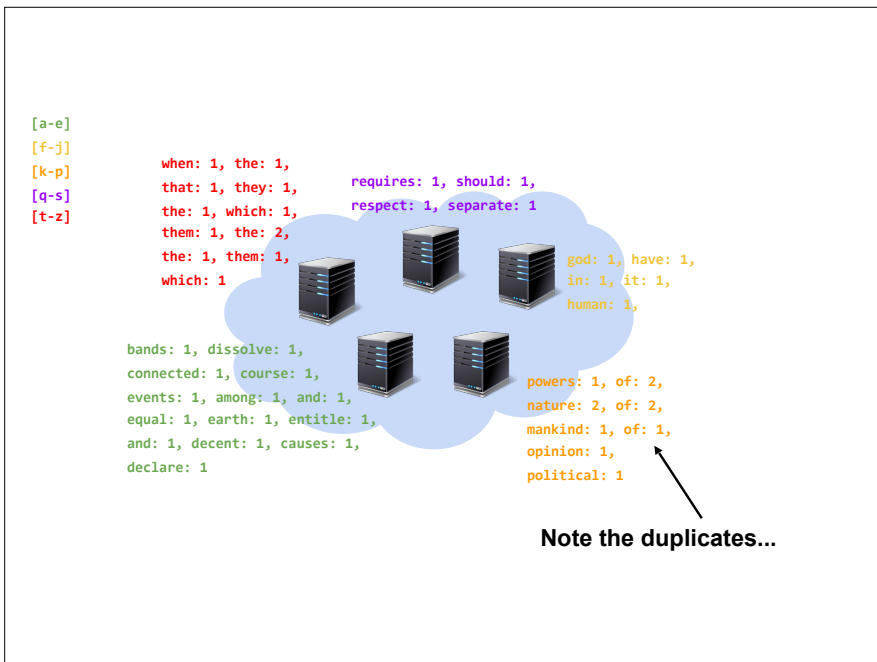 [a-e]
[f-j]
[k-p]
[q-s]
[t-z]
when: 1, the: 1,
that: 1, they: 1,
the: 1, which: 1,
them: 1, the: 2,
the: 1, them: 1,
which: 1
requires: 1, should: 1,
respect: 1, separate: 1
god: 1, have: 1,
in: 1, it: 1,
human: 1,
bands: 1, dissolve: 1,
connected: 1, course: 1,
events: 1, among: 1, and: 1,
equal: 1, earth: 1, entitle: 1,
and: 1, decent: 1, causes: 1,
declare: 1
powers: 1, of: 2,
nature: 2, of: 2,
mankind: 1, of: 1,
opinion: 1,
political: 1
Note the duplicates...